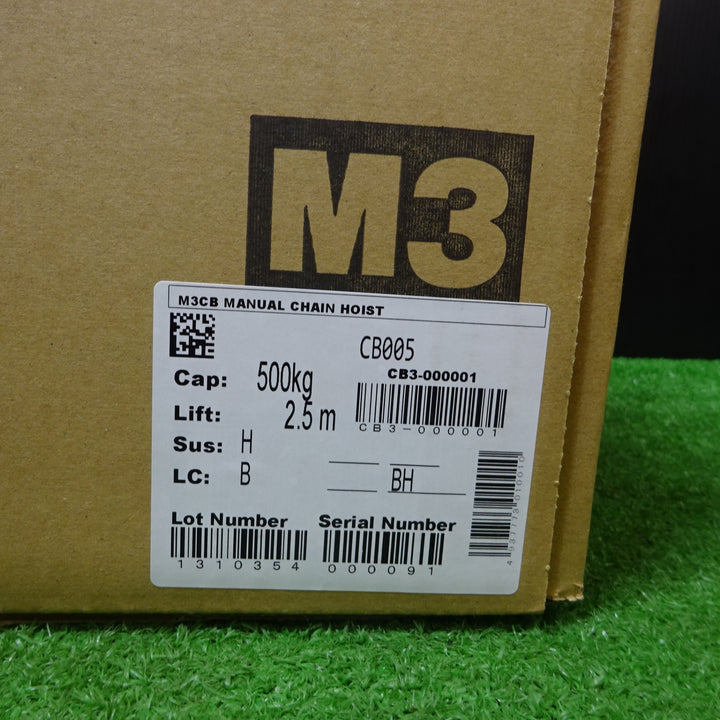 M3
M3CB MANUAL CHAIN HOIST
CB005
Cap: 500kg
CB3-000001
Lift: 2.5 m
CB3-000001
Sus: H
LC: B
BH
Lot Number Serial Number
1310354 000091